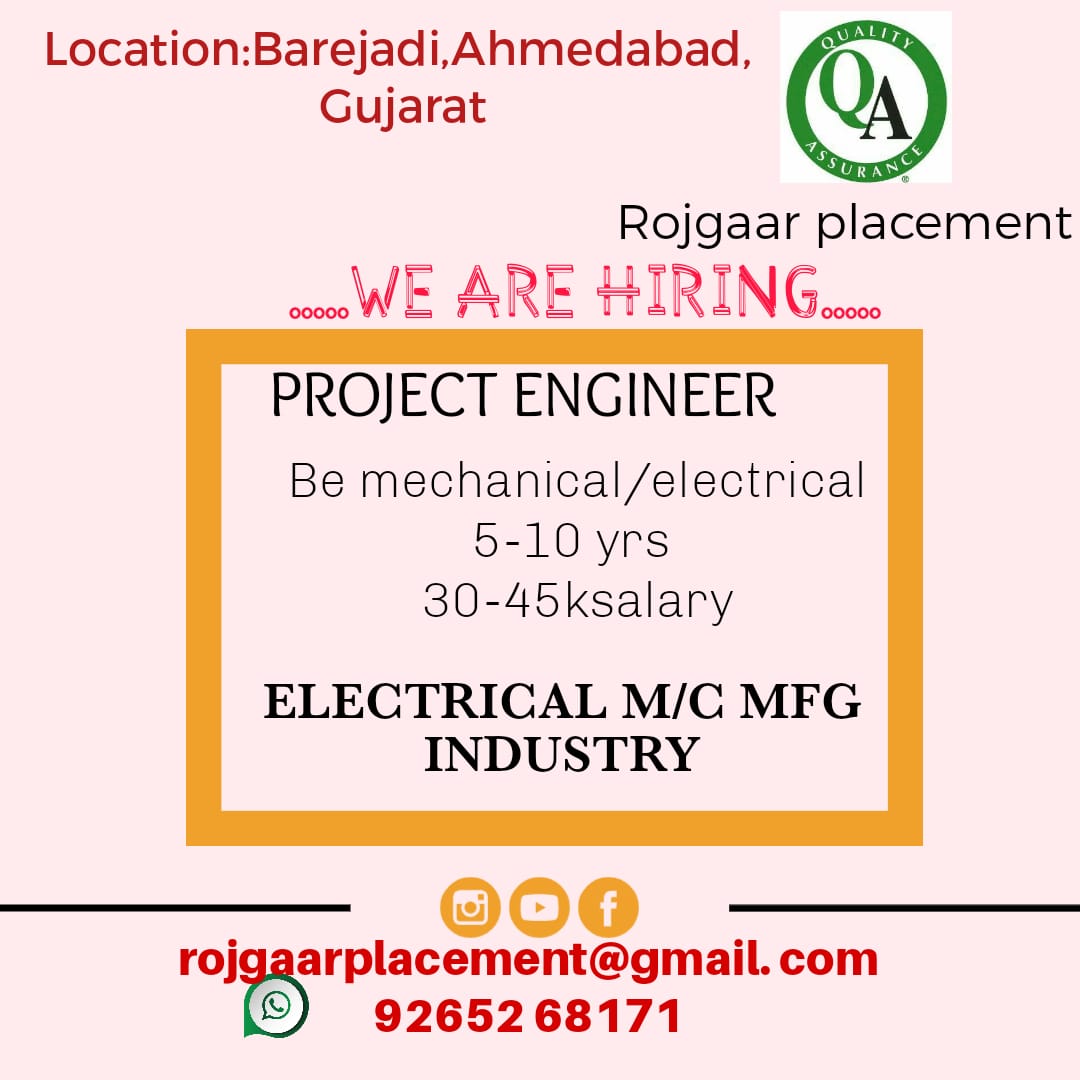 Location:Barejadi,Ahmedabad,
Gujarat
QUALITY
QA
ASSURANCE
®
Rojgaar placement
.....WE ARE HIRING.....
PROJECT ENGINEER
Be mechanical/electrical
5-10 yrs
30-45ksalary
ELECTRICAL M/C MFG
INDUSTRY
rojgaarplacement@gmail. com
92652 68171